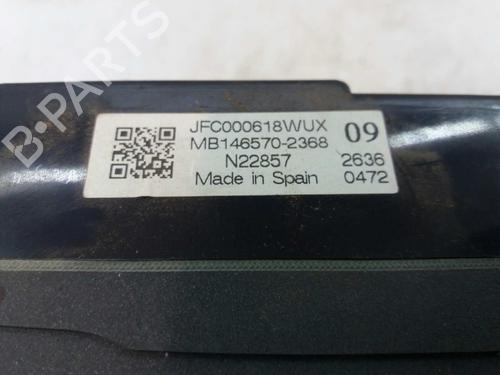 B-PARTS
JFC000618WUX 09
MB146570-2368
N22857 2636
Made in Spain 0472